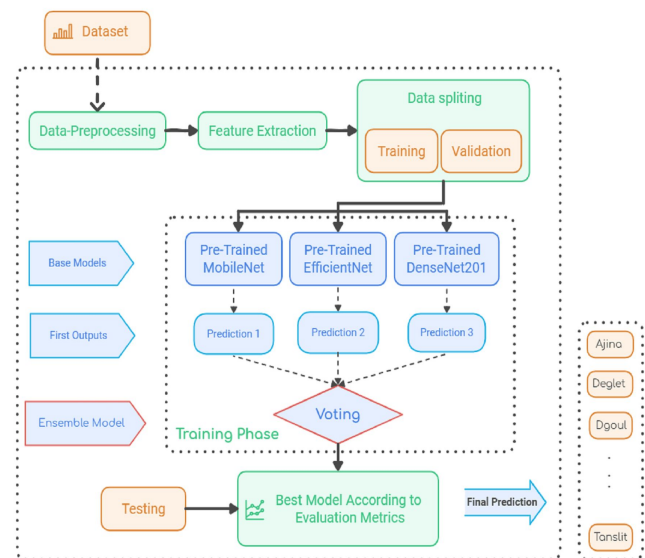 Dataset
Data-Preprocessing
Feature Extraction
Data spliting
Training
Validation
Base Models
Pre-Trained
MobileNet
Pre-Trained
EfficientNet
Pre-Trained
DenseNet201
First Outputs
Prediction 1
Prediction 2
Prediction 3
Ensemble Model
Voting
Training Phase
Testing
Best Model According to
Evaluation Metrics
Final Prediction
Ajina
Deglet
Dgoul
Tanslit